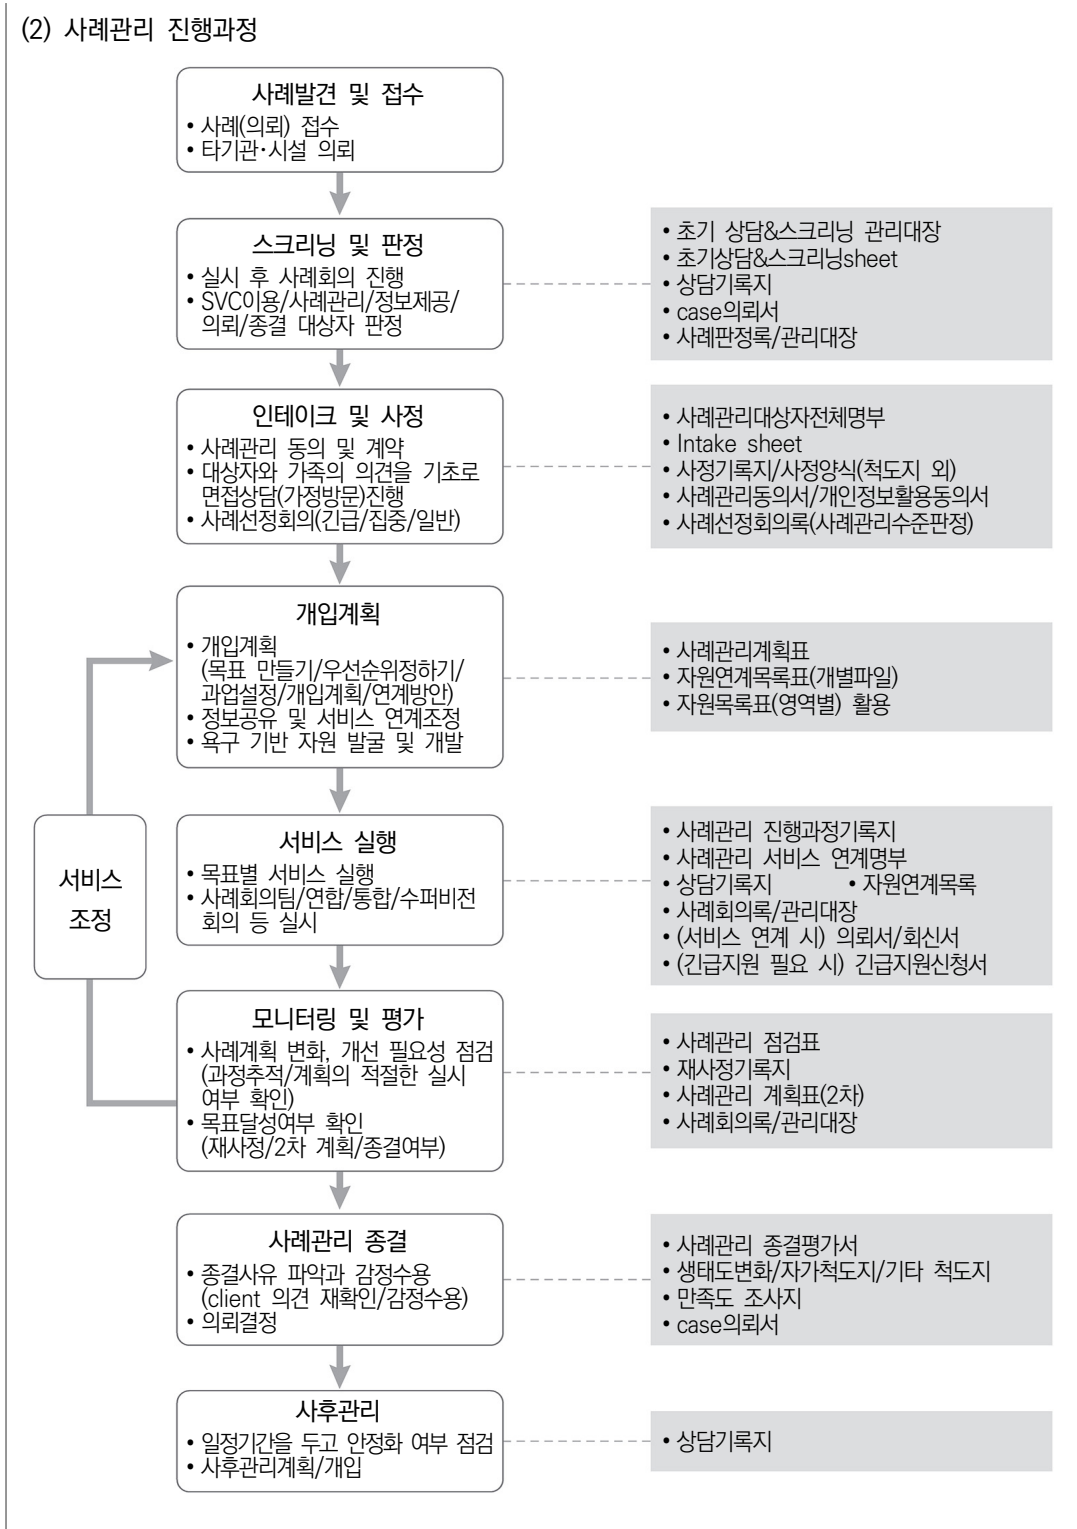 (2) 사례관리 진행과정
사례발견 및 접수
• 사례(의뢰) 접수
• 타기관·시설 의뢰
스크리닝 및 판정
• 실시 후 사례회의 진행
• SVC이용/사례관리/정보제공/
의뢰/종결 대상자 판정
• 초기 상담&스크리닝 관리대장
• 초기상담&스크리닝sheet
• 상담기록지
• case의뢰서
• 사례판정록/관리대장
인테이크 및 사정
• 사례관리 동의 및 계약
• 대상자와 가족의 의견을 기초로
면접상담(가정방문)진행
• 사례선정회의(긴급/집중/일반)
• 사례관리대상자전체명부
• Intake sheet
• 사정기록지/사정양식(척도지 외)
• 사례관리동의서/개인정보활용동의서
• 사례선정회의록(사례관리수준판정)
개입계획
• 개입계획
(목표 만들기/우선순위정하기/
과업설정/개입계획/연계방안)
• 정보공유 및 서비스 연계조정
• 욕구 기반 자원 발굴 및 개발
• 사례관리계획표
• 자원연계목록표(개별파일)
• 자원목록표(영역별) 활용
서비스
조정
서비스 실행
• 목표별 서비스 실행
• 사례회의팀/연합/통합/수퍼비전
회의 등 실시
• 사례관리 진행과정기록지
• 사례관리 서비스 연계명부
• 상담기록지 • 자원연계목록
• 사례회의록/관리대장
• (서비스 연계 시) 의뢰서/회신서
• (긴급지원 필요 시) 긴급지원신청서
모니터링 및 평가
• 사례계획 변화, 개선 필요성 점검
(과정추적/계획의 적절한 실시
여부 확인)
• 목표달성여부 확인
(재사정/2차 계획/종결여부)
• 사례관리 점검표
• 재사정기록지
• 사례관리 계획표(2차)
• 사례회의록/관리대장
사례관리 종결
• 종결사유 파악과 감정수용
(client 의견 재확인/감정수용)
• 의뢰결정
• 사례관리 종결평가서
• 생태도변화/자가척도지/기타 척도지
• 만족도 조사지
• case의뢰서
사후관리
• 일정기간을 두고 안정화 여부 점검
• 사후관리계획/개입
• 상담기록지